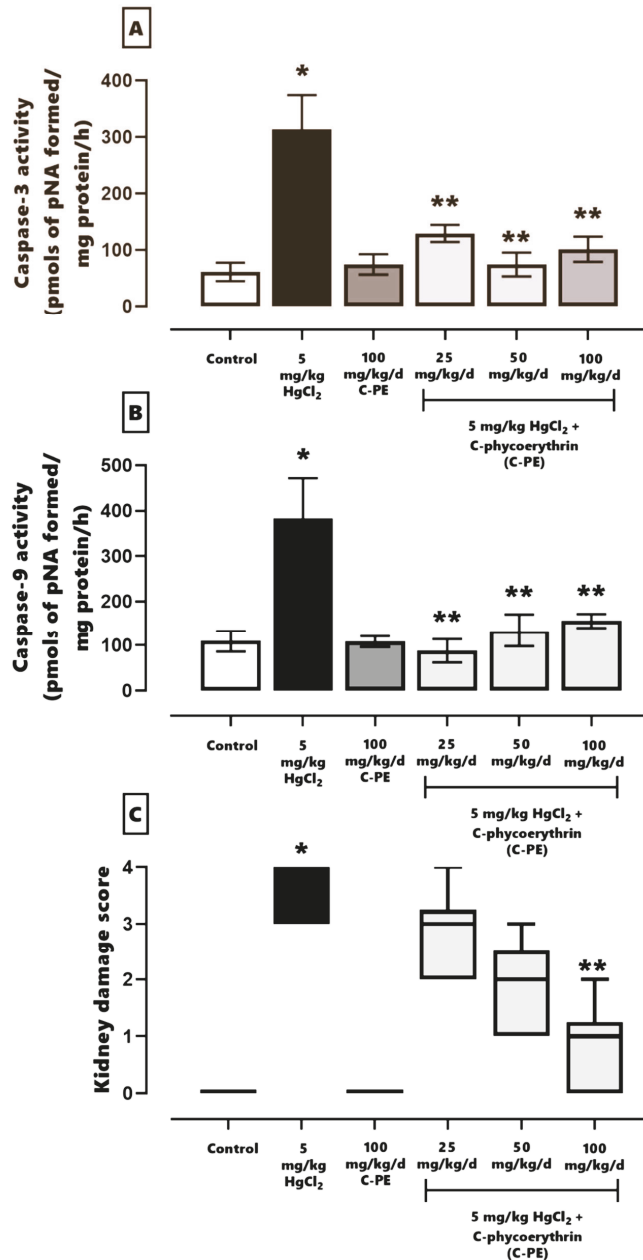 A
Caspase-3 activity
(pmols of pNA formed/
mg protein/h)
400
300
200
100
0
*
**
**
**
Control
5
mg/kg
HgCl₂
100
mg/kg/d
C-PE
25
mg/kg/d
50
mg/kg/d
100
mg/kg/d
5 mg/kg HgCl₂ +
C-phycoerythrin
(C-PE)
B
Caspase-9 activity
(pmols of pNA formed/
mg protein/h)
500
400
300
200
100
0
*
**
**
**
Control
5
mg/kg
HgCl₂
100
mg/kg/d
C-PE
25
mg/kg/d
50
mg/kg/d
100
mg/kg/d
5 mg/kg HgCl₂ +
C-phycoerythrin
(C-PE)
C
Kidney damage score
4
3
2
1
0
*
**
Control
5
mg/kg
HgCl₂
100
mg/kg/d
C-PE
25
mg/kg/d
50
mg/kg/d
100
mg/kg/d
5 mg/kg HgCl₂ +
C-phycoerythrin
(C-PE)